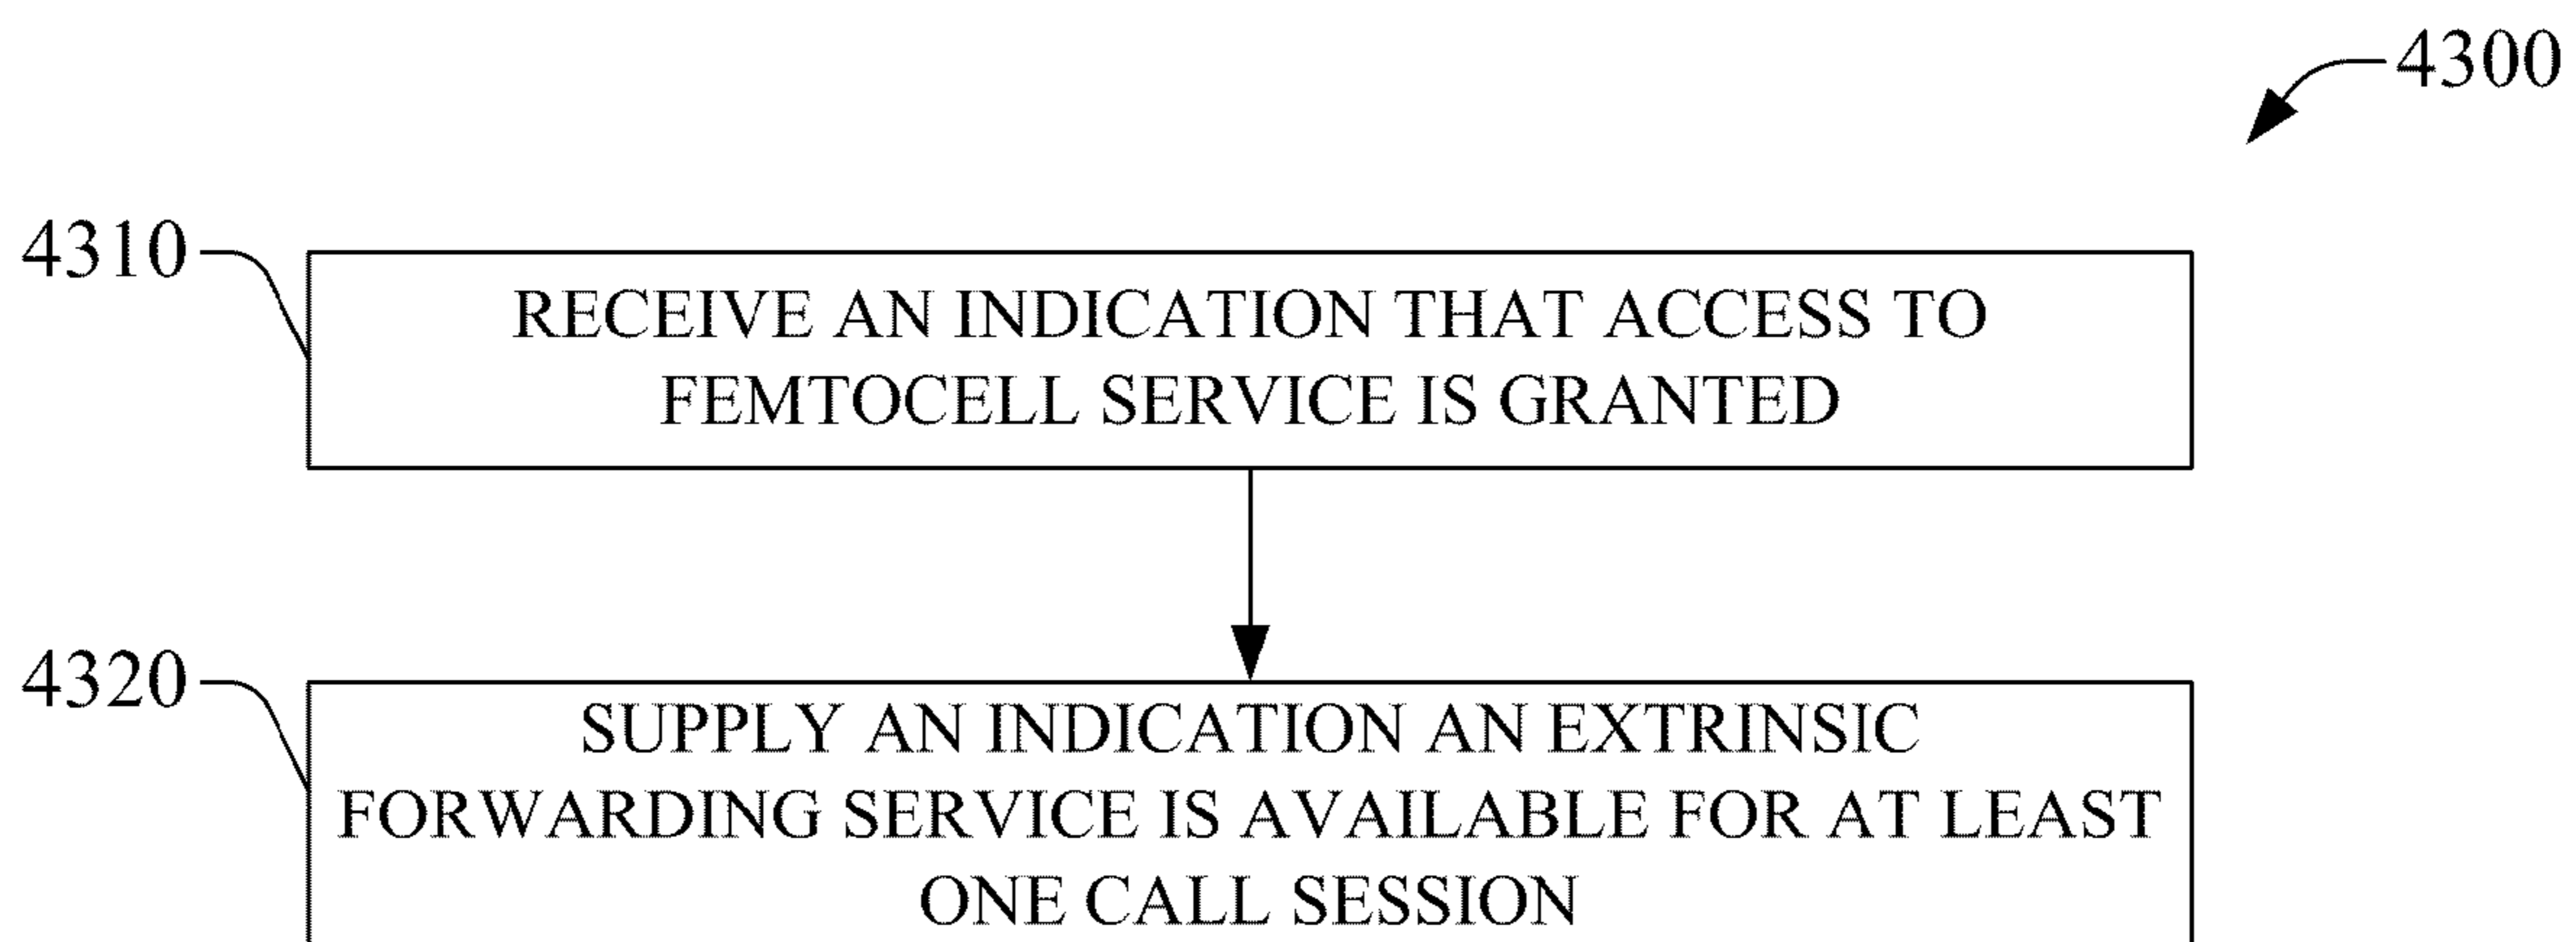 4300
4310
RECEIVE AN INDICATION THAT ACCESS TO
FEMTOCELL SERVICE IS GRANTED
4320
SUPPLY AN INDICATION AN EXTRINSIC
FORWARDING SERVICE IS AVAILABLE FOR AT LEAST
ONE CALL SESSION